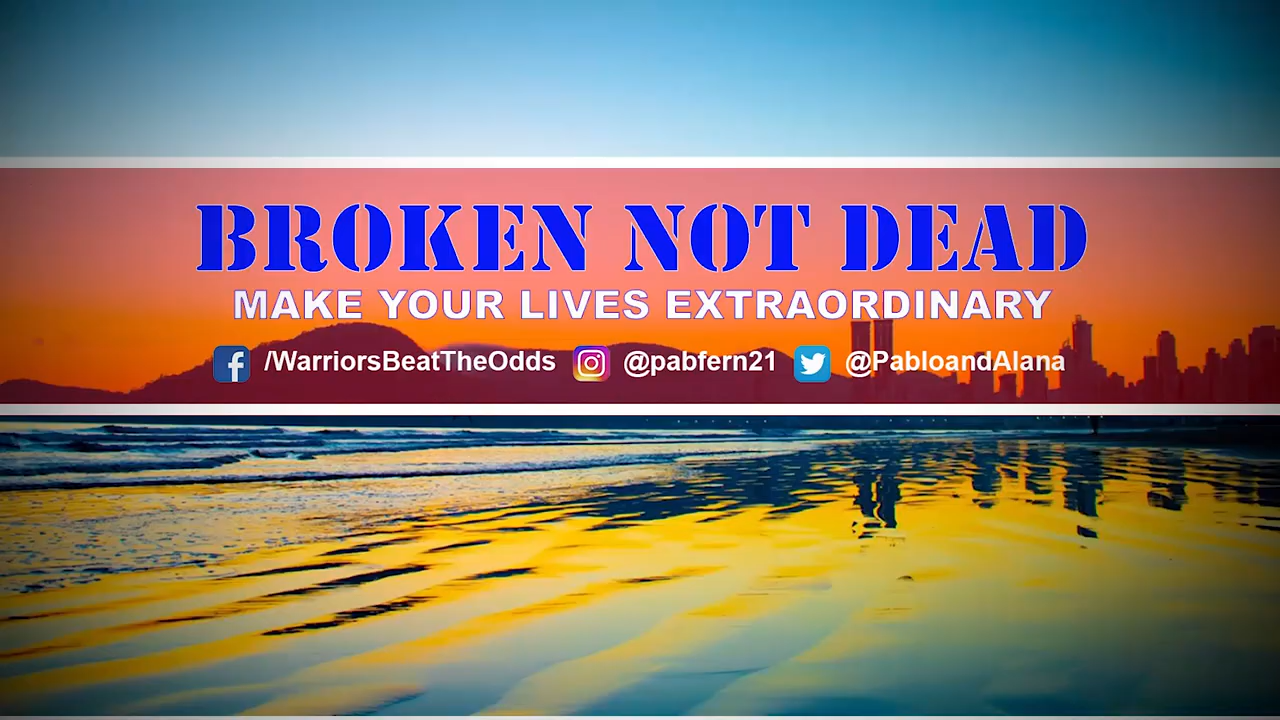 BROKEN NOT DEAD
MAKE YOUR LIVES EXTRAORDINARY
/WarriorsBeatTheOdds @pabfern21 @PabloandAlana